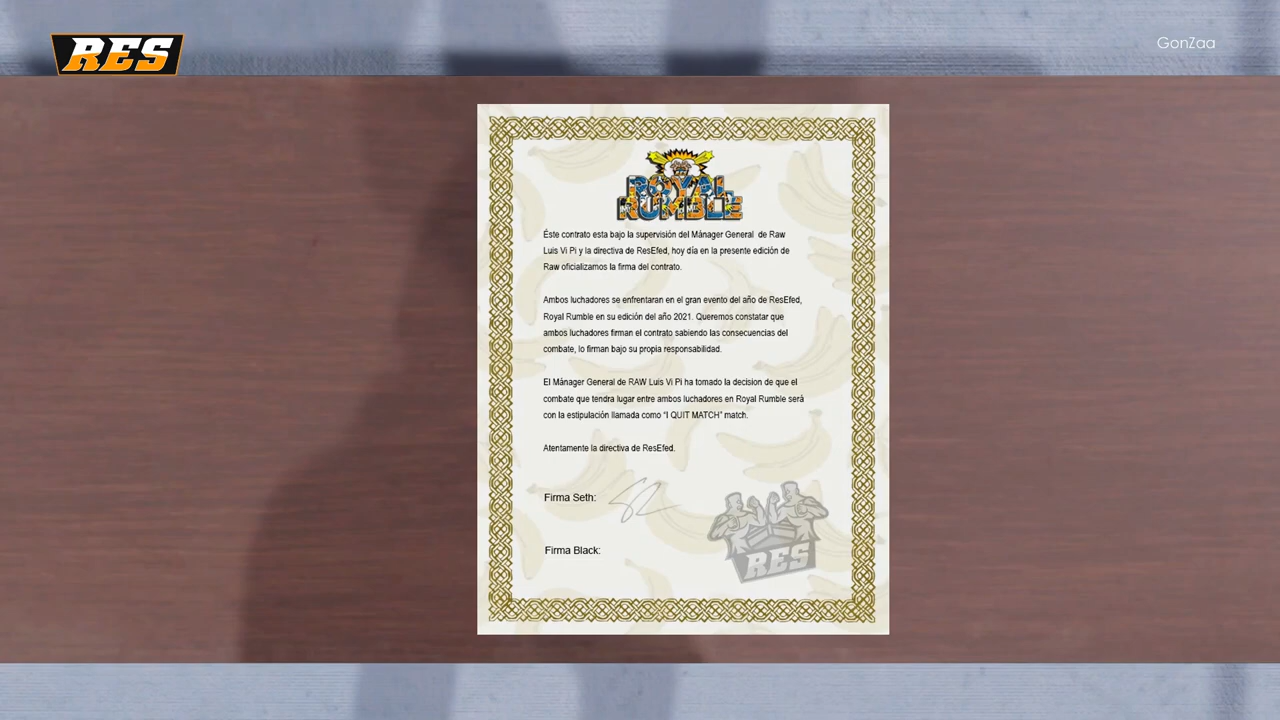 RES
GonZaa
ROYAL
RUMBLE
Éste contrato esta bajo la supervisión del Mánager General de Raw
Luis Vi Pi y la directiva de ResEfed, hoy día en la presente edición de
Raw oficializamos la firma del contrato.
Ambos luchadores se enfrentaran en el gran evento del año de ResEfed,
Royal Rumble en su edición del año 2021. Queremos constatar que
ambos luchadores firman el contrato sabiendo las consecuencias del
combate, lo firman bajo su propia responsabilidad.
El Mánager General de RAW Luis Vi Pi ha tomado la decision de que el
combate que tendra lugar entre ambos luchadores en Royal Rumble será
con la estipulación llamada como “I QUIT MATCH” match.
Atentamente la directiva de ResEfed.
Firma Seth:
Firma Black:
RES